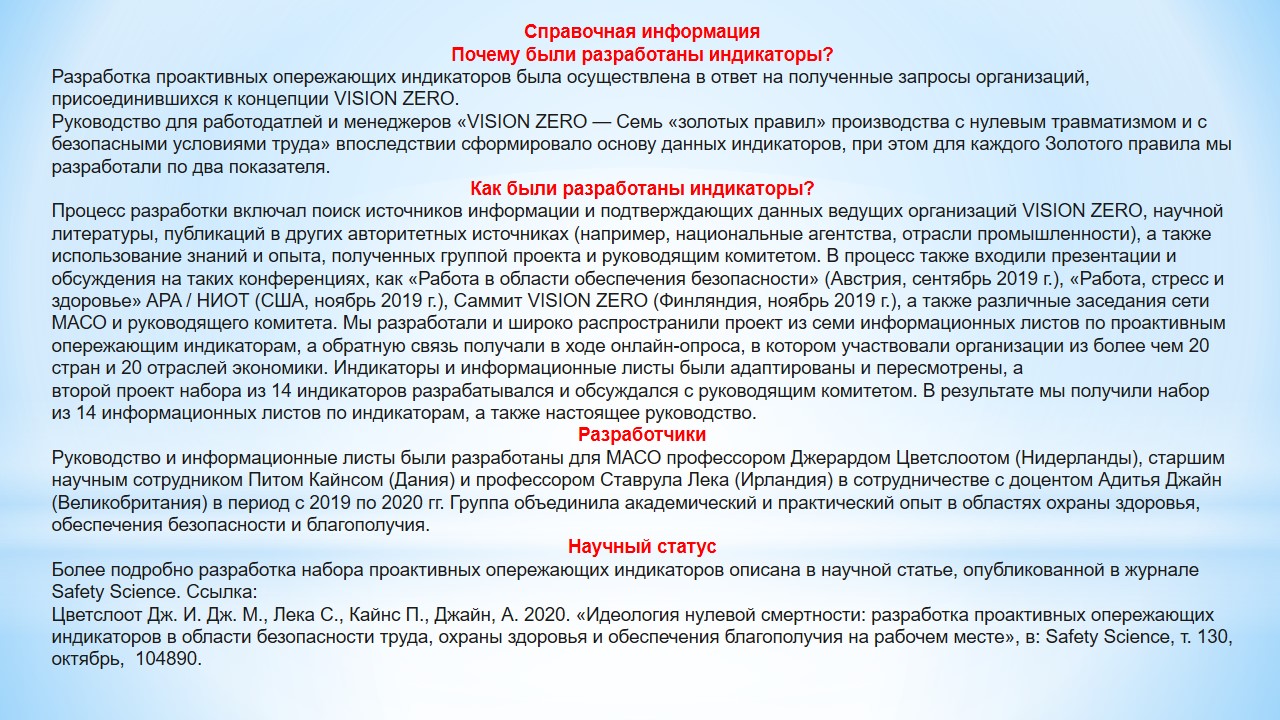 Справочная информация
Почему были разработаны индикаторы?
Разработка проактивных опережающих индикаторов была осуществлена в ответ на полученные запросы организаций,
присоединившихся к концепции VISION ZERO.
Руководство для работодатлей и менеджеров «VISION ZERO — Семь «золотых правил» производства с нулевым травматизмом и с
безопасными условиями труда» впоследствии сформировало основу данных индикаторов, при этом для каждого Золотого правила мы
разработали по два показателя.
Как были разработаны индикаторы?
Процесс разработки включал поиск источников информации и подтверждающих данных ведущих организаций VISION ZERO, научной
литературы, публикаций в других авторитетных источниках (например, национальные агентства, отрасли промышленности), а также
использование знаний и опыта, полученных группой проекта и руководящим комитетом. В процесс также входили презентации и
обсуждения на таких конференциях, как «Работа в области обеспечения безопасности» (Австрия, сентябрь 2019 г.), «Работа, стресс и
здоровье» APA / НИОТ (США, ноябрь 2019 г.), Саммит VISION ZERO (Финляндия, ноябрь 2019 г.), а также различные заседания сети
МАСО и руководящего комитета. Мы разработали и широко распространили проект из семи информационных листов по проактивным
опережающим индикаторам, а обратную связь получали в ходе онлайн-опроса, в котором участвовали организации из более чем 20
стран и 20 отраслей экономики. Индикаторы и информационные листы были адаптированы и пересмотрены, а
второй проект набора из 14 индикаторов разрабатывался и обсуждался с руководящим комитетом. В результате мы получили набор
из 14 информационных листов по индикаторам, а также настоящее руководство.
Разработчики
Руководство и информационные листы были разработаны для МАСО профессором Джерардом Цветслоотом (Нидерланды), старшим
научным сотрудником Питом Кайнсом (Дания) и профессором Ставрула Лека (Ирландия) в сотрудничестве с доцентом Адитья Джайн
(Великобритания) в период с 2019 по 2020 гг. Группа объединила академический и практический опыт в областях охраны здоровья,
обеспечения безопасности и благополучия.
Научный статус
Более подробно разработка набора проактивных опережающих индикаторов описана в научной статье, опубликованной в журнале
Safety Science. Ссылка:
Цветслоот Дж. И. Дж. М., Лека С., Кайнс П., Джайн, А. 2020. «Идеология нулевой смертности: разработка проактивных опережающих
индикаторов в области безопасности труда, охраны здоровья и обеспечения благополучия на рабочем месте», в: Safety Science, т. 130,
октябрь, 104890.